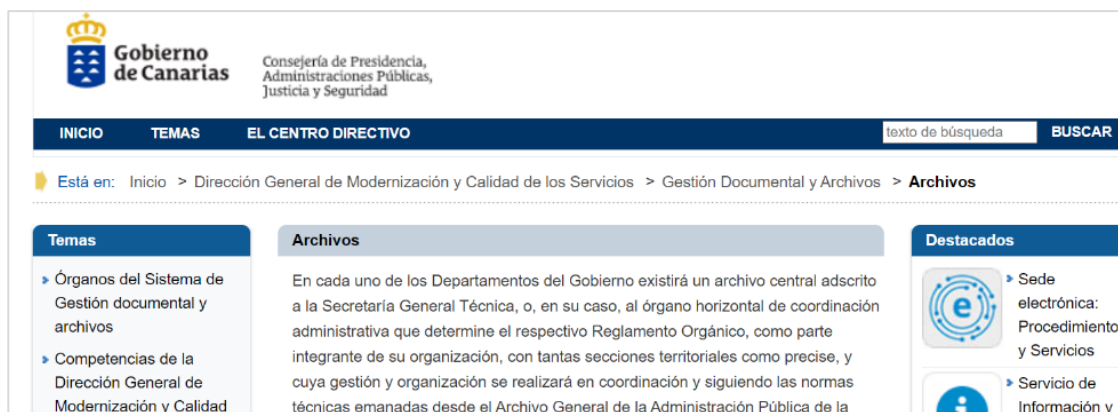 Gobierno
de Canarias
Consejería de Presidencia,
Administraciones Públicas,
Justicia y Seguridad
INICIO TEMAS EL CENTRO DIRECTIVO texto de búsqueda BUSCAR
Está en: Inicio > Dirección General de Modernización y Calidad de los Servicios > Gestión Documental y Archivos > Archivos
Temas
Órganos del Sistema de
Gestión documental y
archivos
Competencias de la
Dirección General de
Modernización y Calidad
Archivos
En cada uno de los Departamentos del Gobierno existirá un archivo central adscrito
a la Secretaría General Técnica, o, en su caso, al órgano horizontal de coordinación
administrativa que determine el respectivo Reglamento Orgánico, como parte
integrante de su organización, con tantas secciones territoriales como precise, y
cuya gestión y organización se realizará en coordinación y siguiendo las normas
técnicas emanadas desde el Archivo General de la Administración Pública de la
Destacados
e
Sede
electrónica:
Procedimiento
y Servicios
i
Servicio de
Información y